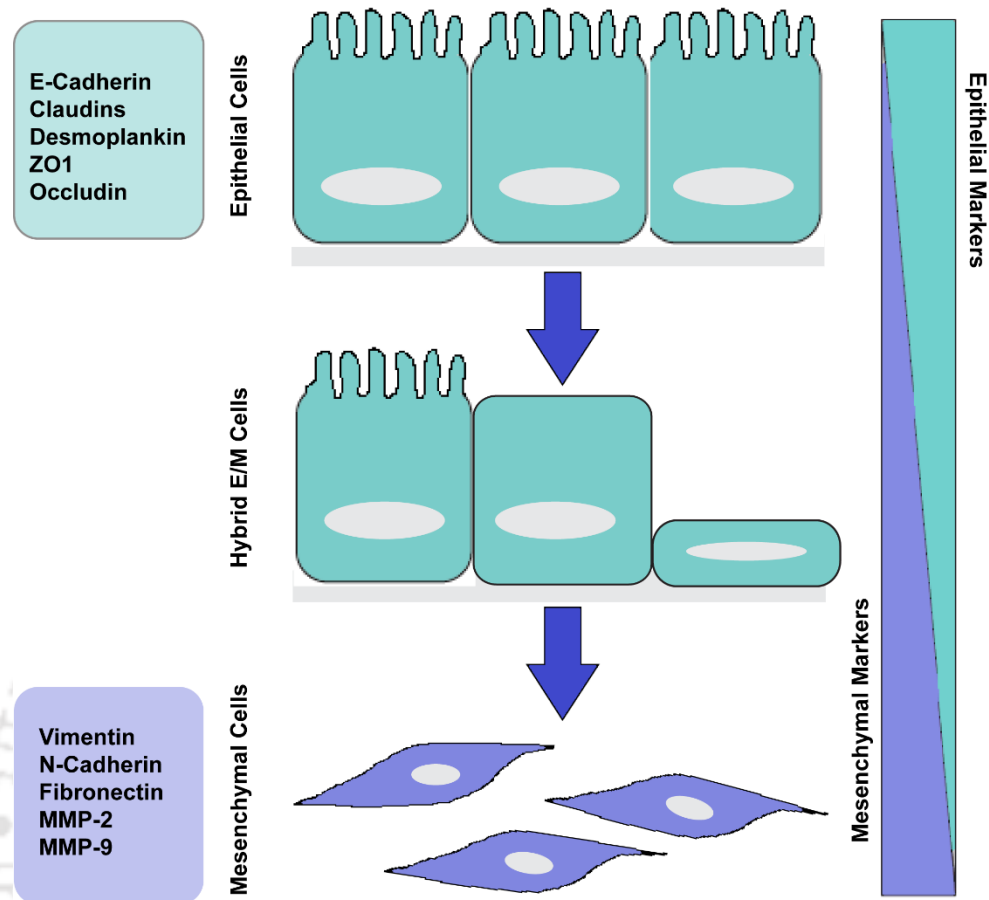 E-Cadherin
Claudins
Desmoplankin
ZO1
Occludin
Epithelial Cells
Epithelial Markers
Hybrid E/M Cells
Vimentin
N-Cadherin
Fibronectin
MMP-2
MMP-9
Mesenchymal Cells
Mesenchymal Markers